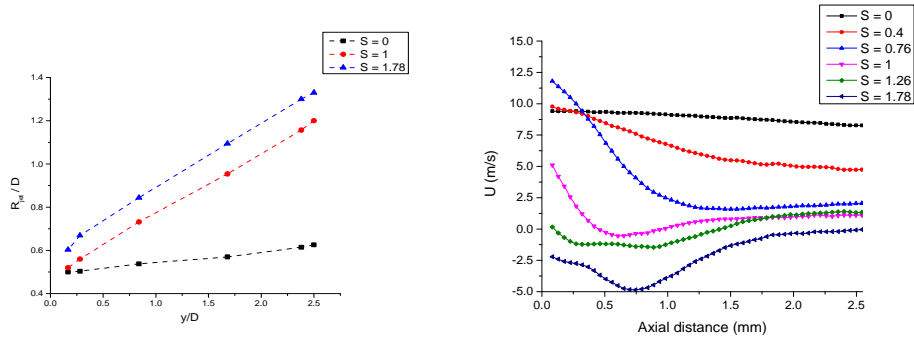 S = 0
S = 1
S = 1.78
1.4
1.2
1.0
0.8
0.6
0.4
R_jet / D
0.0 0.5 1.0 1.5 2.0 2.5
y/D
S = 0
S = 0.4
S = 0.76
S = 1
S = 1.26
S = 1.78
15.0
12.5
10.0
7.5
5.0
2.5
0.0
-2.5
-5.0
U (m/s)
0.0 0.5 1.0 1.5 2.0 2.5
Axial distance (mm)